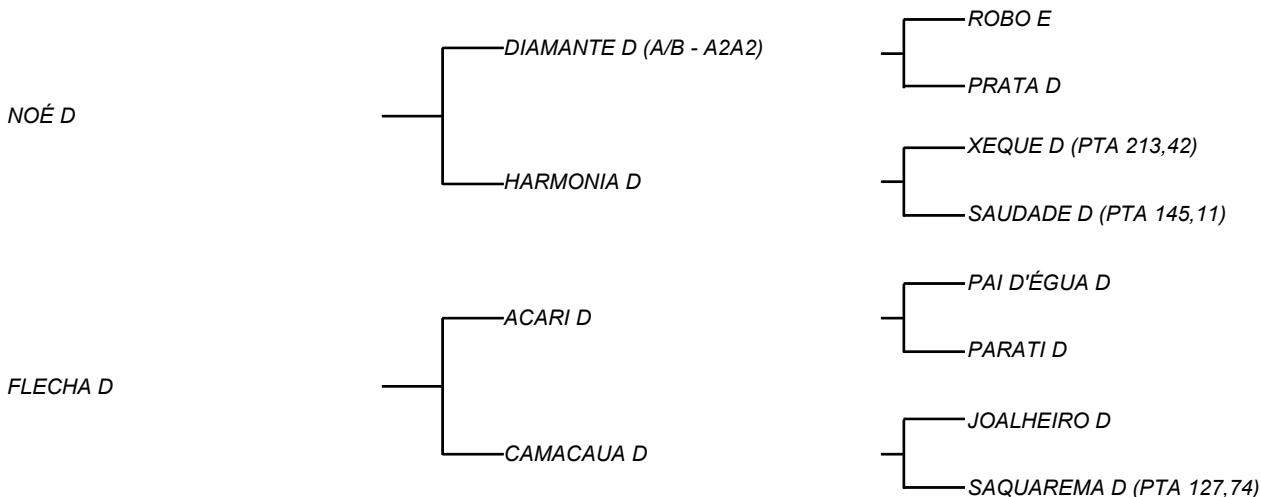 ROBO E
DIAMANTE D (A/B - A2A2)
PRATA D
NOÉ D
XEQUE D (PTA 213,42)
HARMONIA D
SAUDADE D (PTA 145,11)
PAI D'ÉGUA D
ACARI D
PARATI D
FLECHA D
JOALHEIRO D
CAMACAUA D
SAQUAREMA D (PTA 127,74)